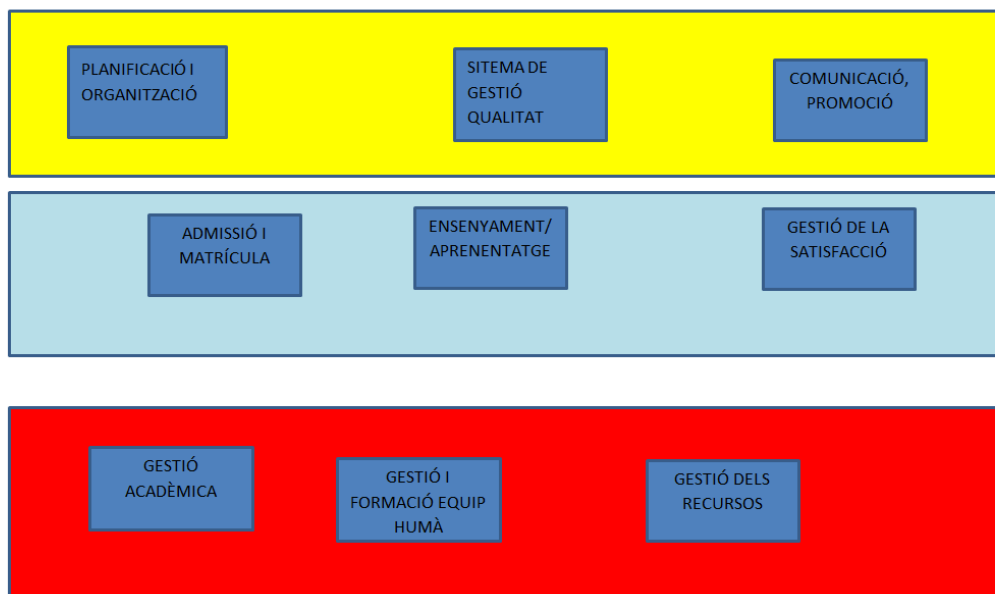 PLANIFICACIÓ I
ORGANITZACIÓ
SITEMA DE
GESTIÓ
QUALITAT
COMUNICACIÓ,
PROMOCIÓ
ADMISSIÓ I
MATRÍCULA
ENSENYAMENT/
APRENENTATGE
GESTIÓ DE LA
SATISFACCIÓ
GESTIÓ
ACADÈMICA
GESTIÓ I
FORMACIÓ EQUIP
HUMÀ
GESTIÓ DELS
RECURSOS